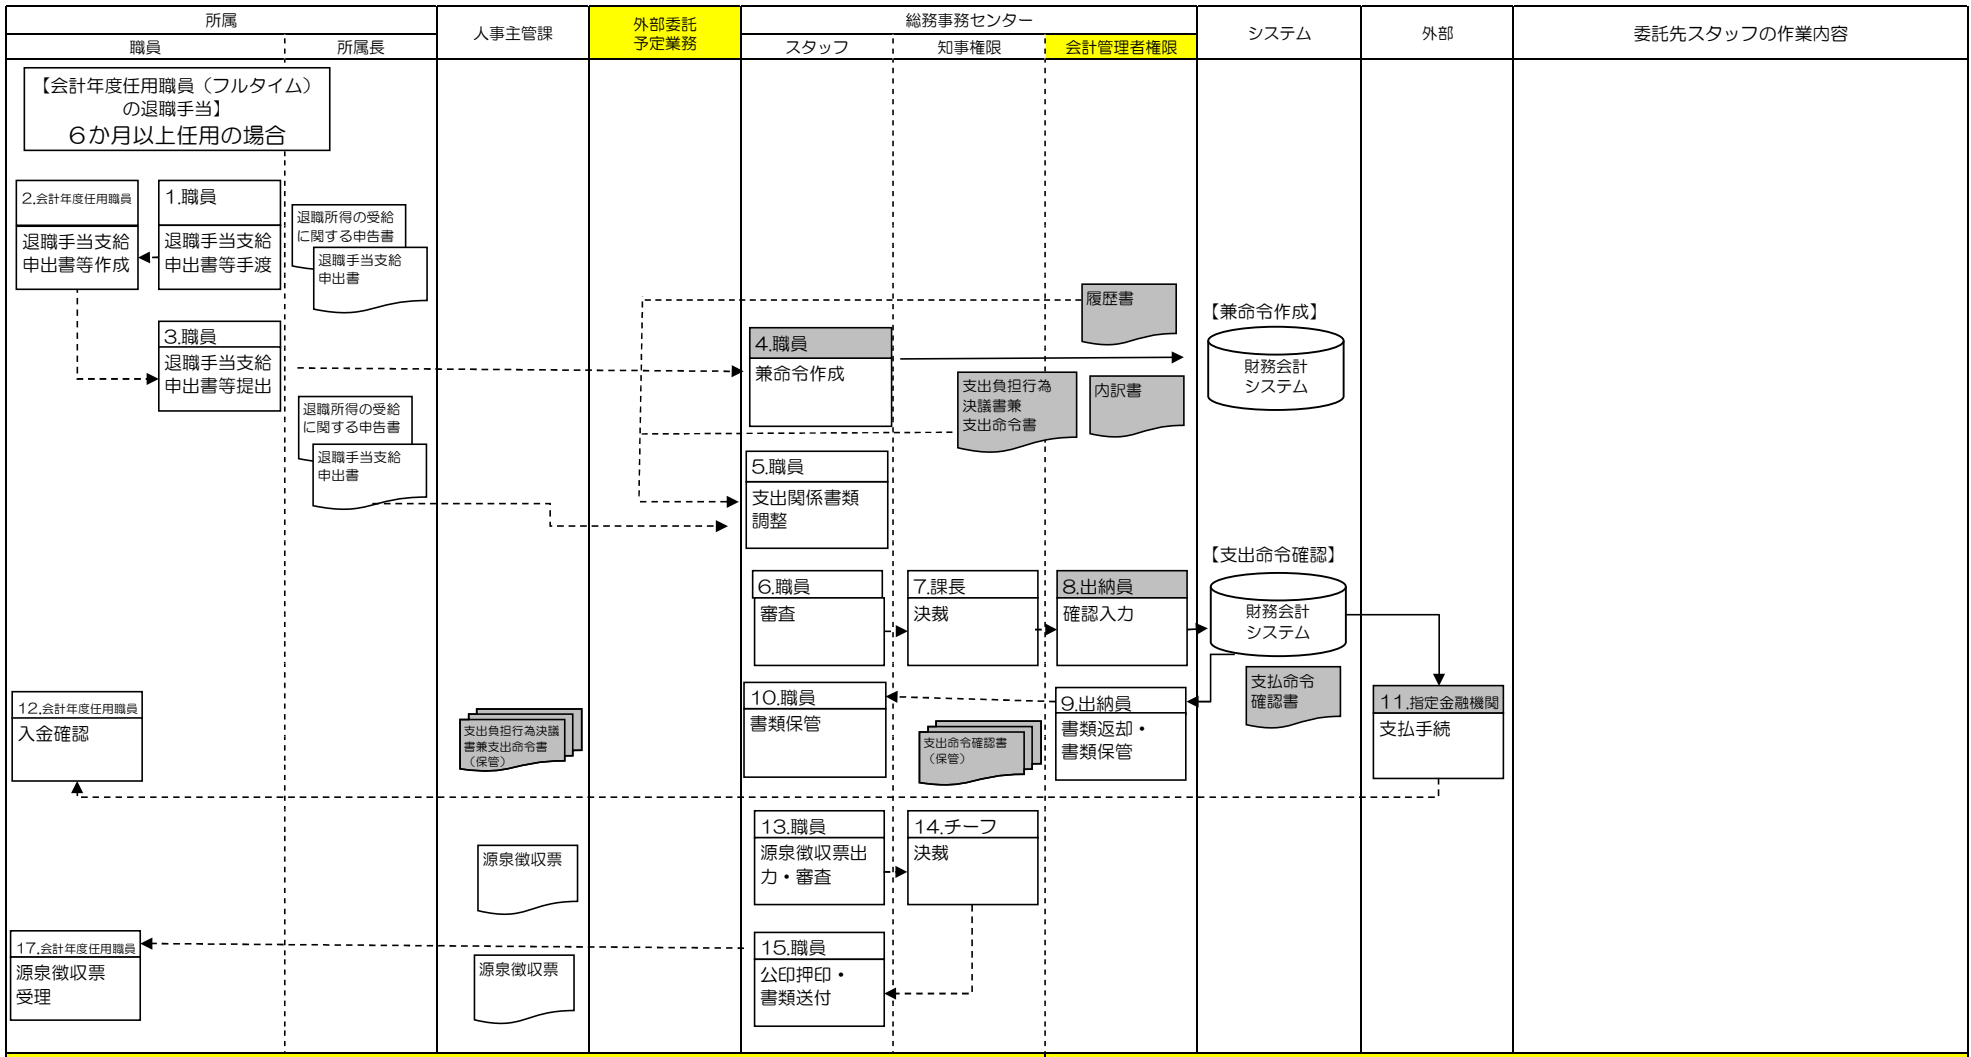 所属
人事主管課
外部委託
予定業務
総務事務センター
システム
外部
委託先スタッフの作業内容
職員
所属長
スタッフ
知事権限
会計管理者権限
【会計年度任用職員（フルタイム）
の退職手当】
６か月以上任用の場合
2.会計年度任用職員
退職手当支給
申出書等作成
1.職員
退職手当支給
申出書等手渡
退職所得の受給
に関する申告書
退職手当支給
申出書
履歴書
【兼命令作成】
財務会計
システム
3.職員
退職手当支給
申出書等提出
4.職員
兼命令作成
支出負担行為
決議書兼
支出命令書
内訳書
退職所得の受給
に関する申告書
退職手当支給
申出書
5.職員
支出関係書類
調整
【支出命令確認】
財務会計
システム
6.職員
審査
7.課長
決裁
8.出納員
確認入力
支払命令
確認書
12.会計年度任用職員
入金確認
支出負担行為決議
書兼支出命令書
（保管）
10.職員
書類保管
支出命令確認書
（保管）
9.出納員
書類返却・
書類保管
11.指定金融機関
支払手続
13.職員
源泉徴収票出
力・審査
14.チーフ
決裁
源泉徴収票
17.会計年度任用職員
源泉徴収票
受理
源泉徴収票
15.職員
公印押印・
書類送付